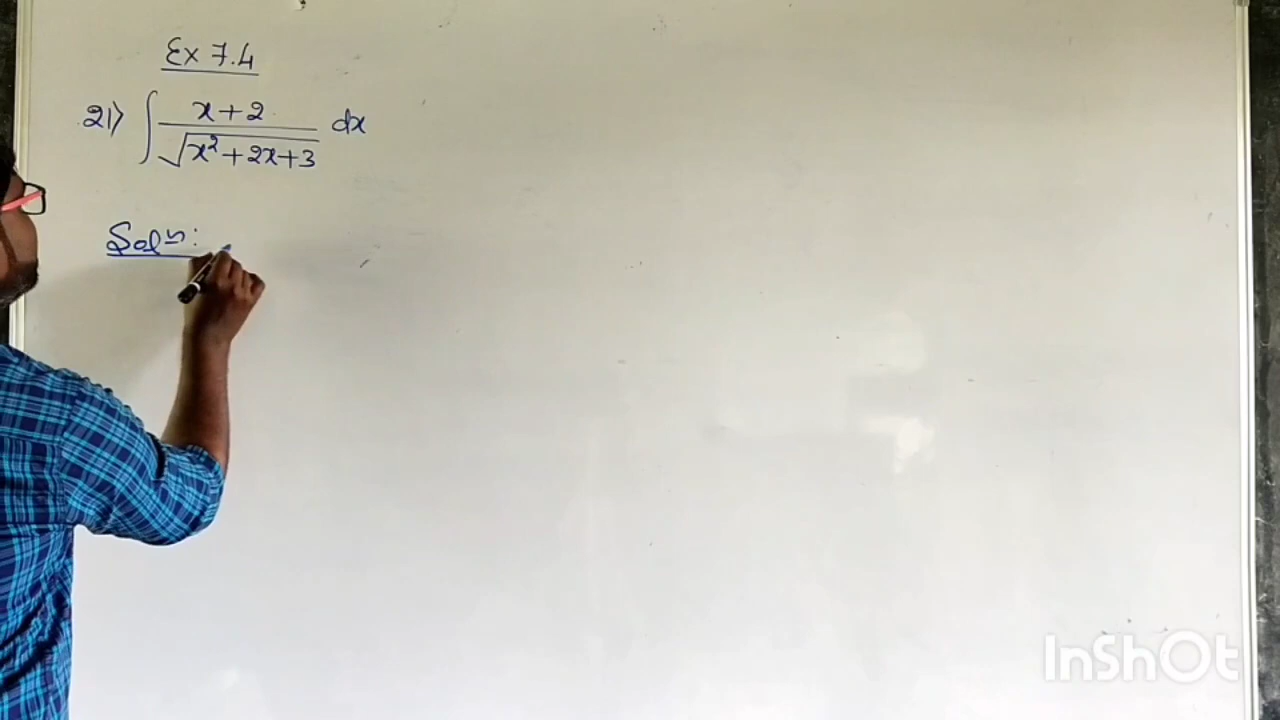 Ex 7.4
21) ∫ x+2 / √x²+2x+3 dx
Solⁿ:
InShOt